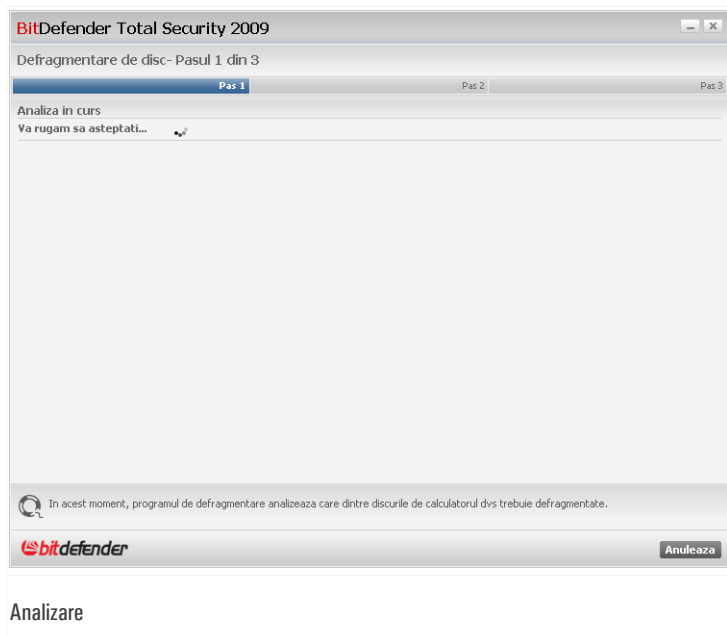 BitDefender Total Security 2009
Defragmentare de disc- Pasul 1 din 3
Pas 1 Pas 2 Pas 3
Analiza in curs
Va rugam sa asteptati...
In acest moment, programul de defragmentare analizeaza care dintre discurile de calculatorul dvs trebuie defragmentate.
bitdefender
Anuleaza
Analizare